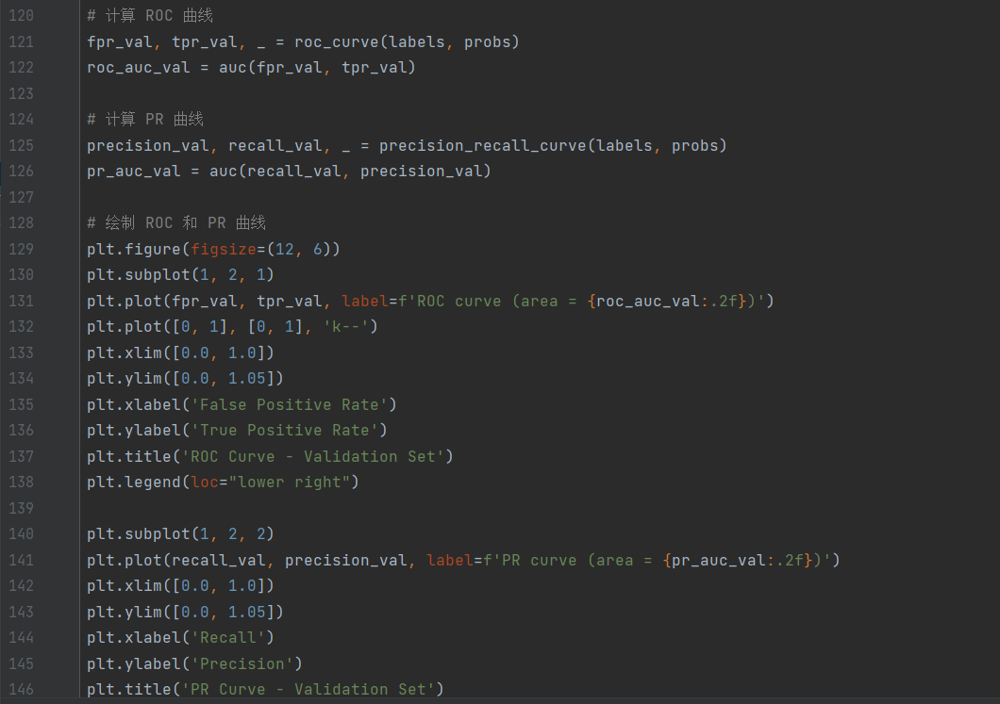 120 # 计算 ROC 曲线
121 fpr_val, tpr_val, _ = roc_curve(labels, probs)
122 roc_auc_val = auc(fpr_val, tpr_val)
123
124 # 计算 PR 曲线
125 precision_val, recall_val, _ = precision_recall_curve(labels, probs)
126 pr_auc_val = auc(recall_val, precision_val)
127
128 # 绘制 ROC 和 PR 曲线
129 plt.figure(figsize=(12, 6))
130 plt.subplot(1, 2, 1)
131 plt.plot(fpr_val, tpr_val, label=f'ROC curve (area = {roc_auc_val:.2f})')
132 plt.plot([0, 1], [0, 1], 'k--')
133 plt.xlim([0.0, 1.0])
134 plt.ylim([0.0, 1.05])
135 plt.xlabel('False Positive Rate')
136 plt.ylabel('True Positive Rate')
137 plt.title('ROC Curve - Validation Set')
138 plt.legend(loc="lower right")
139
140 plt.subplot(1, 2, 2)
141 plt.plot(recall_val, precision_val, label=f'PR curve (area = {pr_auc_val:.2f})')
142 plt.xlim([0.0, 1.0])
143 plt.ylim([0.0, 1.05])
144 plt.xlabel('Recall')
145 plt.ylabel('Precision')
146 plt.title('PR Curve - Validation Set')